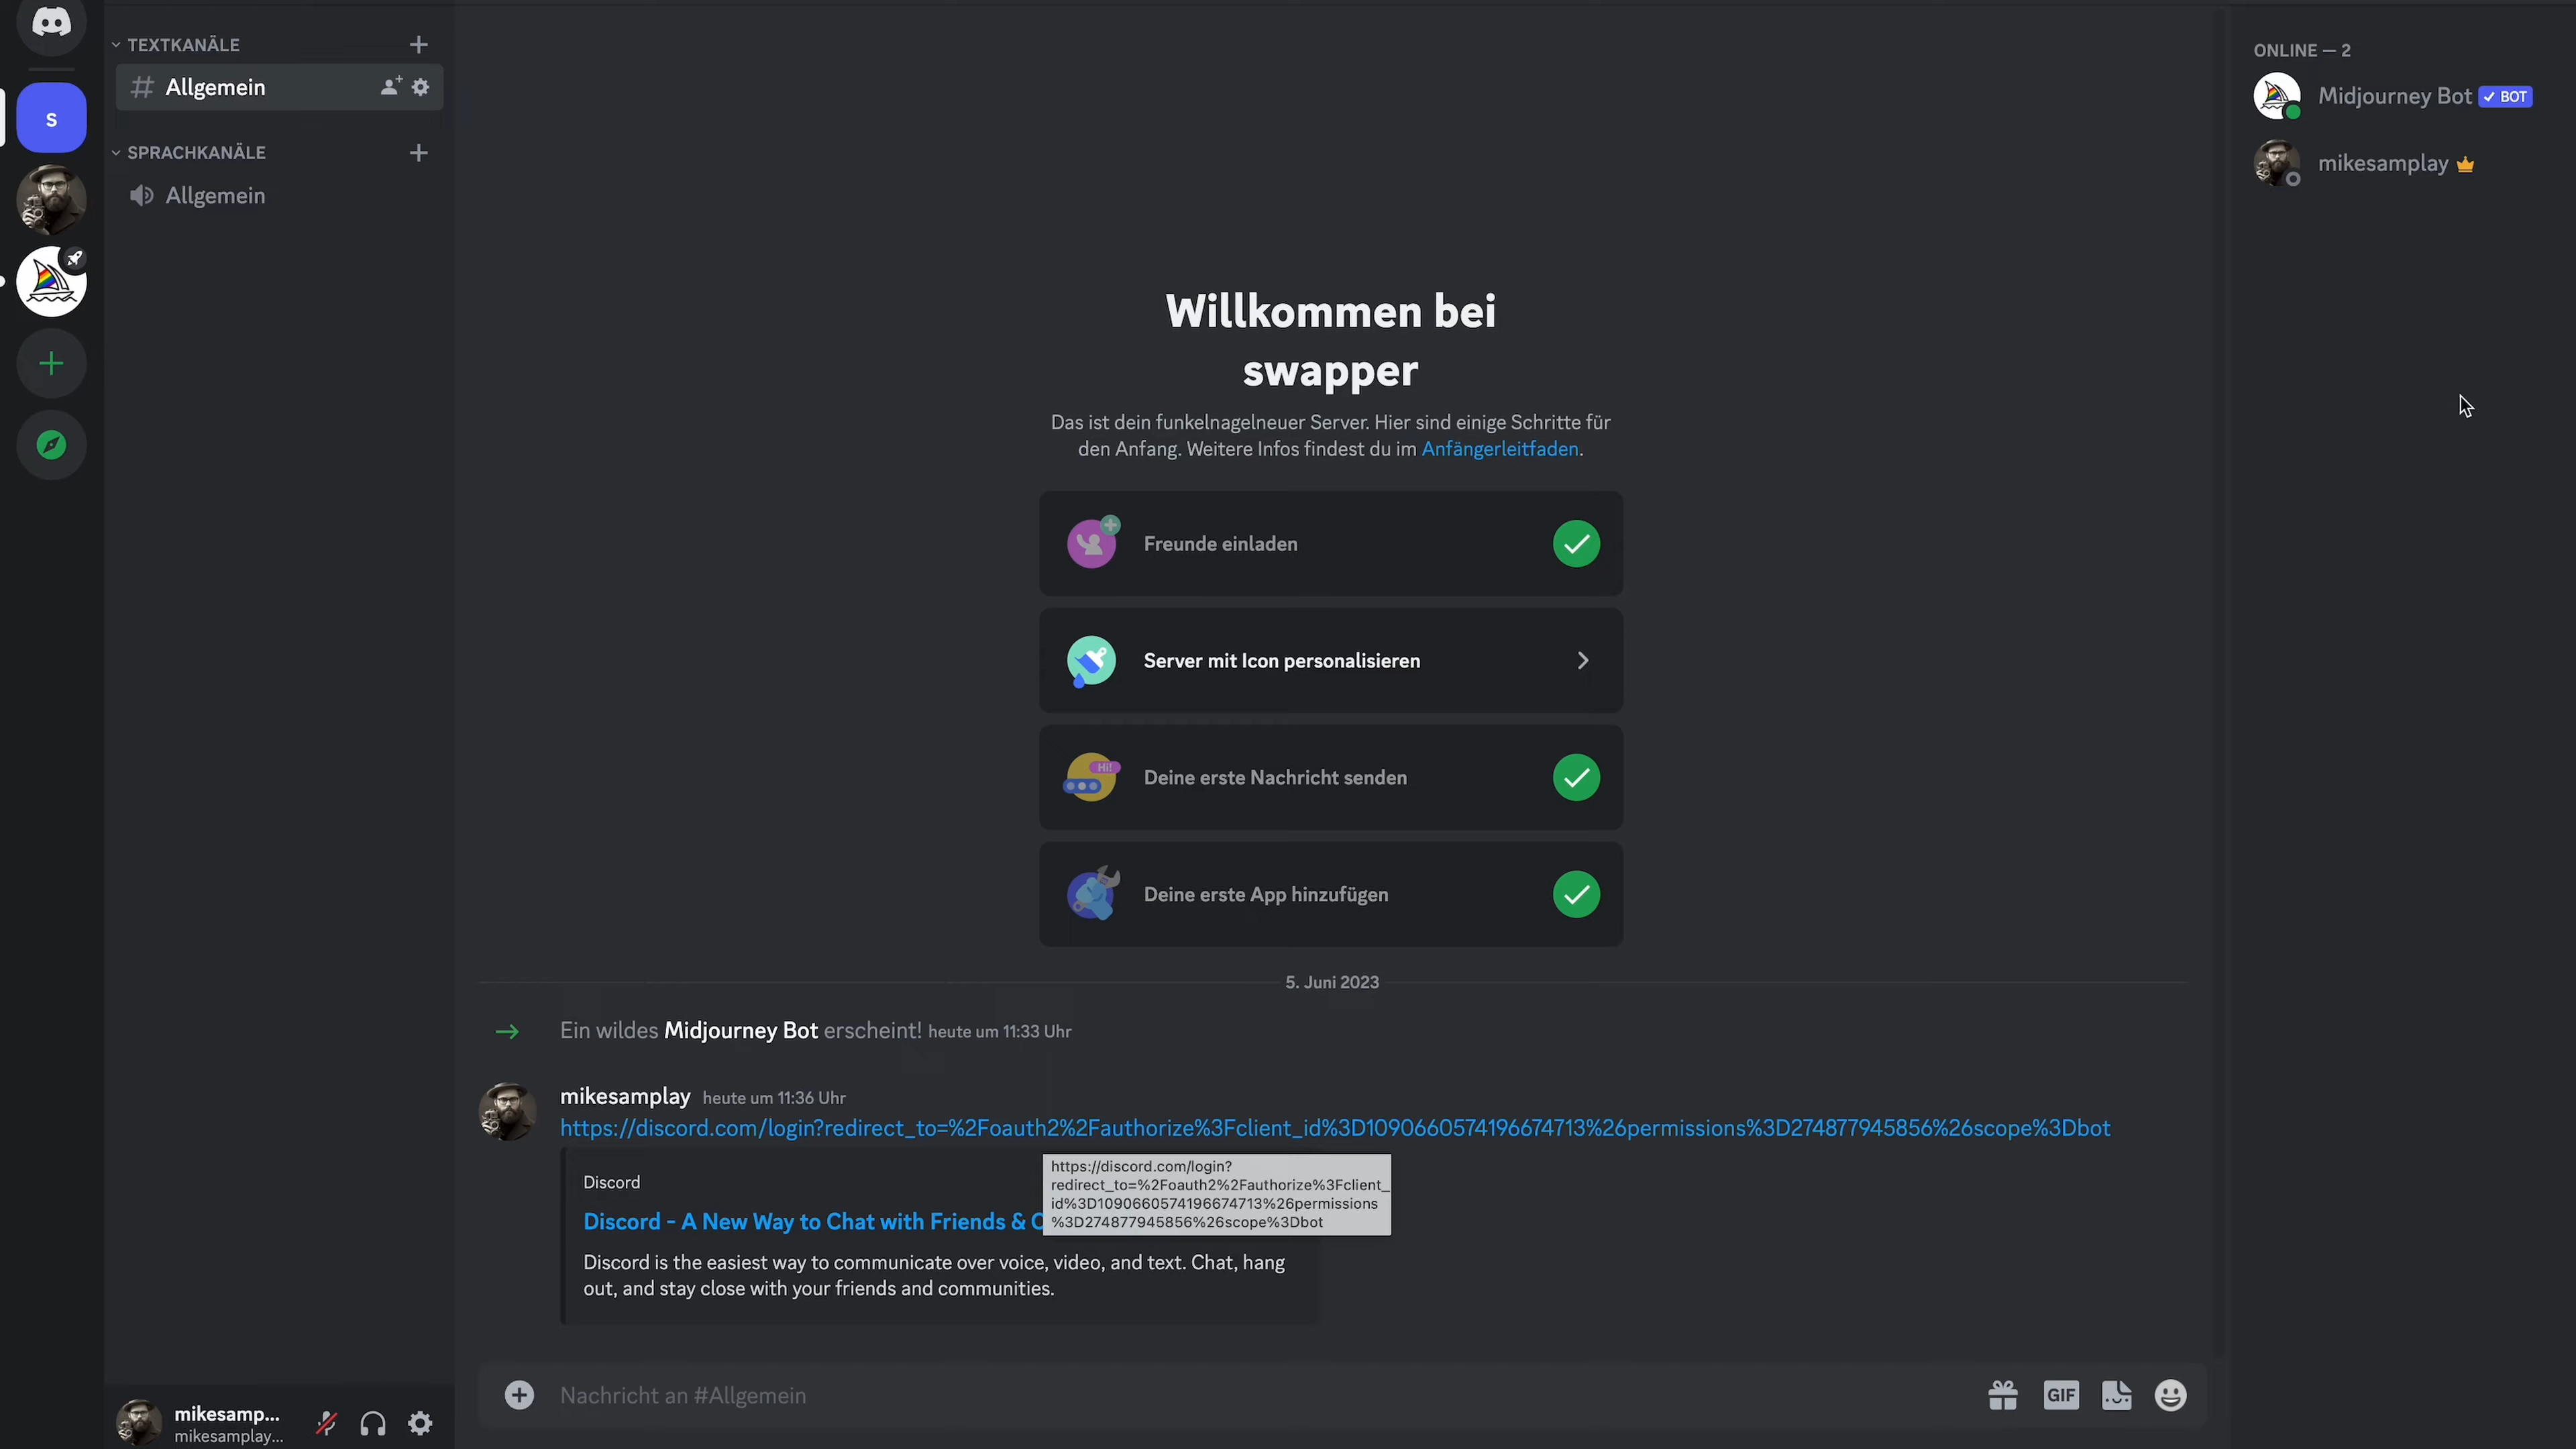 TEXTKANÄLE
Allgemein
SPRACHKANÄLE
Allgemein
S
Willkommen bei
swapper
Das ist dein funkelnagelneuer Server. Hier sind einige Schritte für
den Anfang. Weitere Infos findest du im Anfängerleitfaden.
Freunde einladen
Server mit Icon personalisieren
Hi!
Deine erste Nachricht senden
Deine erste App hinzufügen
5. Juni 2023
Ein wildes Midjourney Bot erscheint! heute um 11:33 Uhr
mikesamplay heute um 11:36 Uhr
https://discord.com/login?redirect_to=%2Foauth2%2Fauthorize%3Fclient_id%3D1090660574196674713%26permissions%3D274877945856%26scope%3Dbot
Discord
Discord - A New Way to Chat with Friends & C
Discord is the easiest way to communicate over voice, video, and text. Chat, hang
out, and stay close with your friends and communities.
https://discord.com/login?
redirect_to=%2Foauth2%2Fauthorize%3Fclient_
id%3D1090660574196674713%26permissions
%3D274877945856%26scope%3Dbot
Nachricht an #Allgemein
GIF
mikesamp...
mikesamplay...
ONLINE — 2
Midjourney Bot BOT
mikesamplay